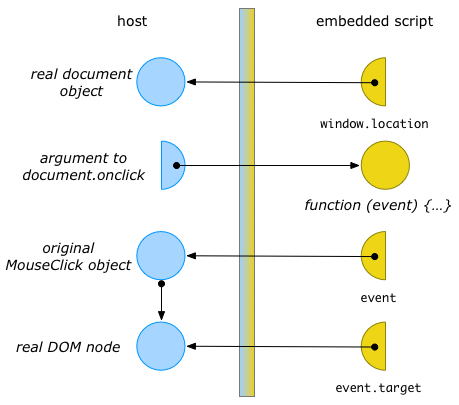 host
embedded script
real document
object
window.location
argument to
document.onclick
function (event) {...}
original
MouseClick object
event
real DOM node
event.target